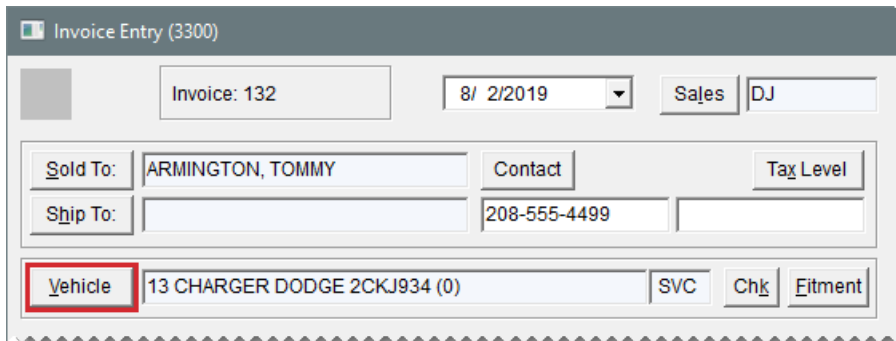 Invoice Entry (3300)
Invoice: 132 8/ 2/2019 Sales DJ
Sold To: ARMINGTON, TOMMY Contact Tax Level
Ship To: 208-555-4499
Vehicle 13 CHARGER DODGE 2CKJ934 (0) SVC Chk Fitment